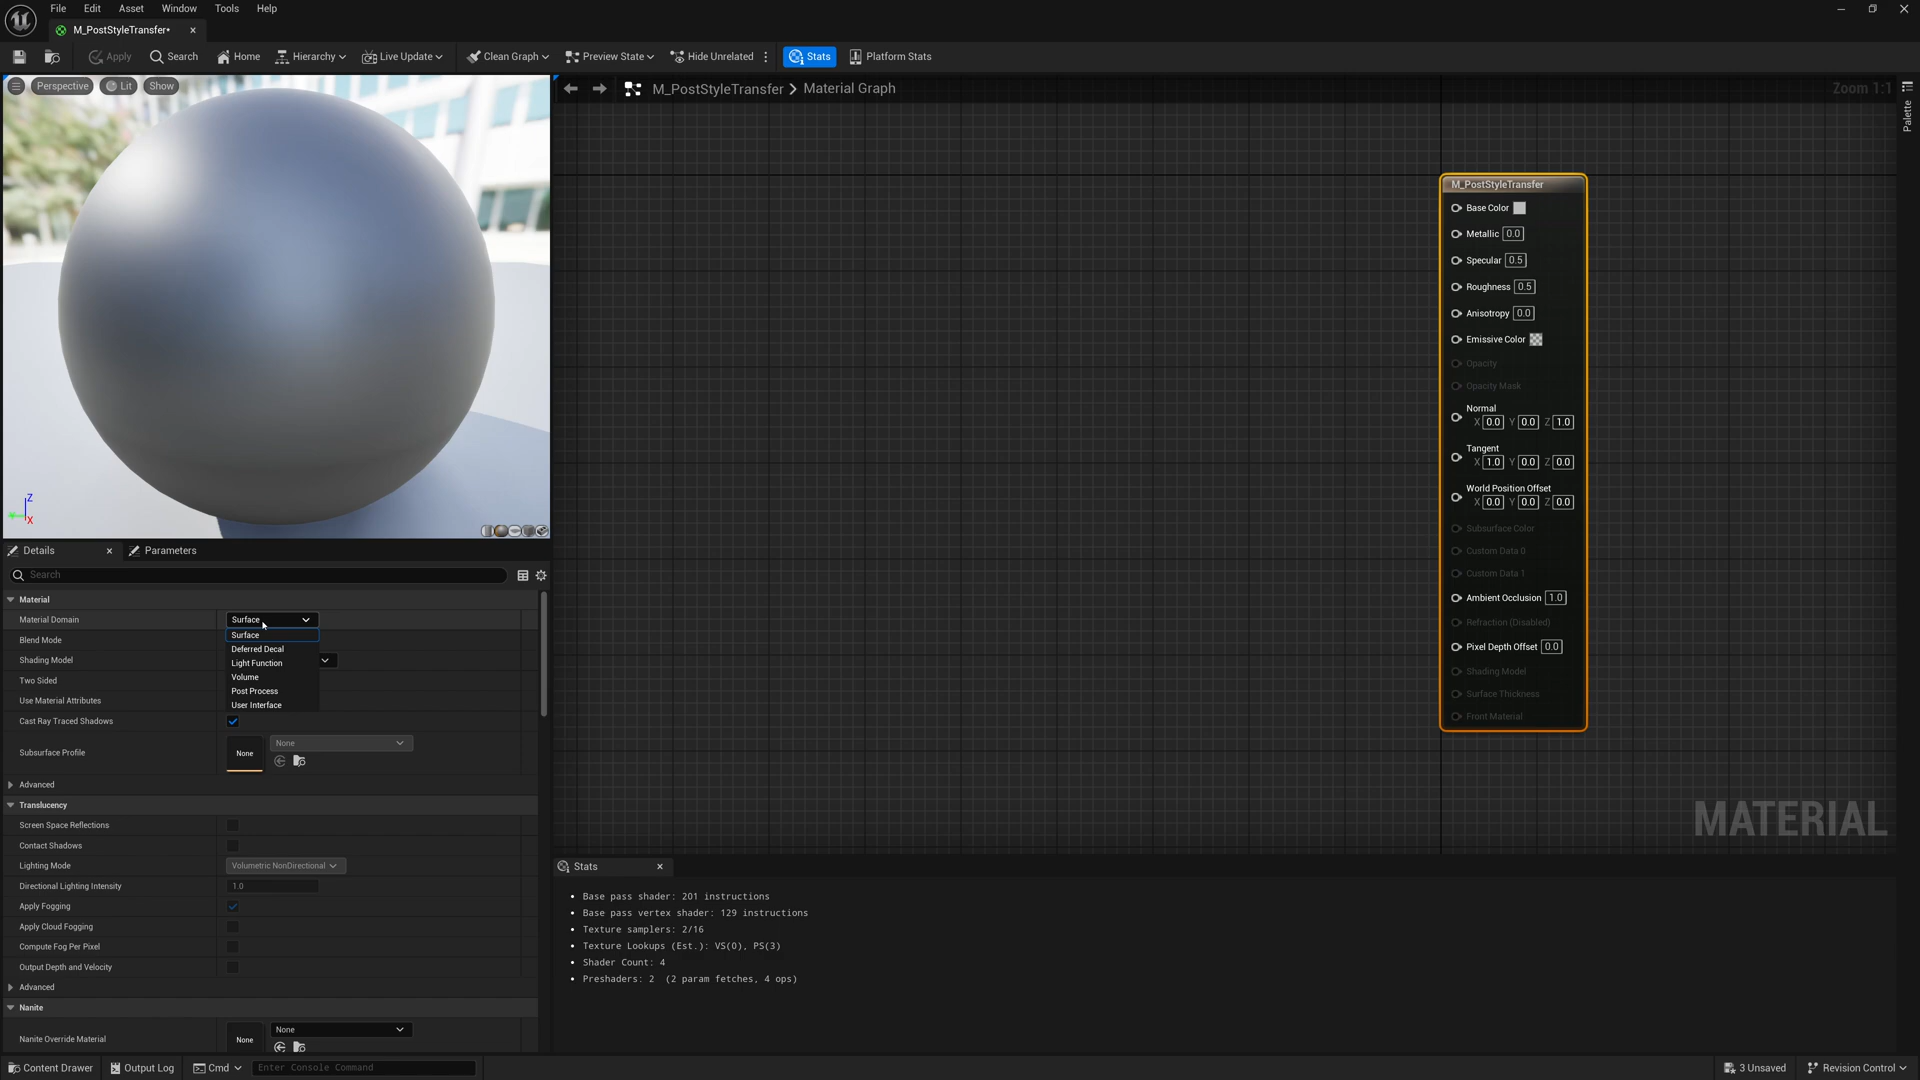 File Edit Asset Window Tools Help
M_PostStyleTransfer*
Apply Search Home Hierarchy Live Update Clean Graph Preview State Hide Unrelated Stats Platform Stats
Perspective Lit Show
M_PostStyleTransfer > Material Graph
Zoom 1:1
Palette
M_PostStyleTransfer
Base Color
Metallic 0.0
Specular 0.5
Roughness 0.5
Anisotropy 0.0
Emissive Color
Opacity
Opacity Mask
Normal
X 0.0 Y 0.0 Z 1.0
Tangent
X 1.0 Y 0.0 Z 0.0
World Position Offset
X 0.0 Y 0.0 Z 0.0
Subsurface Color
Custom Data 0
Custom Data 1
Ambient Occlusion 1.0
Refraction (Disabled)
Pixel Depth Offset 0.0
Shading Model
Surface Thickness
Front Material
MATERIAL
Z
Y
X
Details Parameters
Search
Material
Material Domain Surface
Surface
Deferred Decal
Light Function
Volume
Post Process
User Interface
Blend Mode
Shading Model
Two Sided
Use Material Attributes
Cast Ray Traced Shadows
Subsurface Profile None None
Advanced
Translucency
Screen Space Reflections
Contact Shadows
Lighting Mode Volumetric NonDirectional
Directional Lighting Intensity 1.0
Apply Fogging
Apply Cloud Fogging
Compute Fog Per Pixel
Output Depth and Velocity
Advanced
Nanite
Nanite Override Material None None
Stats
• Base pass shader: 201 instructions
• Base pass vertex shader: 129 instructions
• Texture samplers: 2/16
• Texture Lookups (Est.): VS(0), PS(3)
• Shader Count: 4
• Preshaders: 2 (2 param fetches, 4 ops)
Content Drawer Output Log Cmd Enter Console Command 3 Unsaved Revision Control